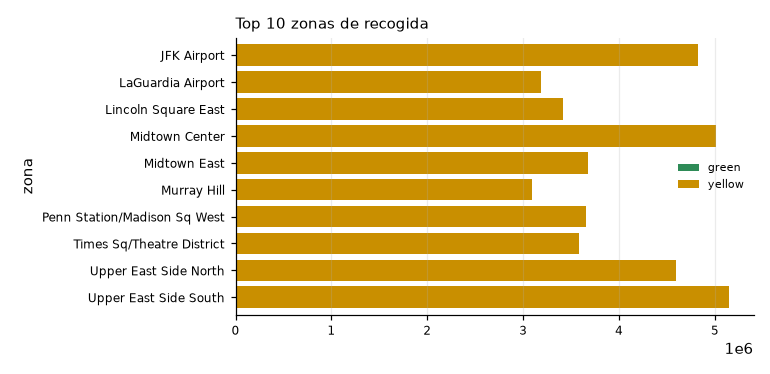 Top 10 zonas de recogida
zona
JFK Airport
LaGuardia Airport
Lincoln Square East
Midtown Center
Midtown East
Murray Hill
Penn Station/Madison Sq West
Times Sq/Theatre District
Upper East Side North
Upper East Side South
green
yellow
0 1 2 3 4 5
1e6